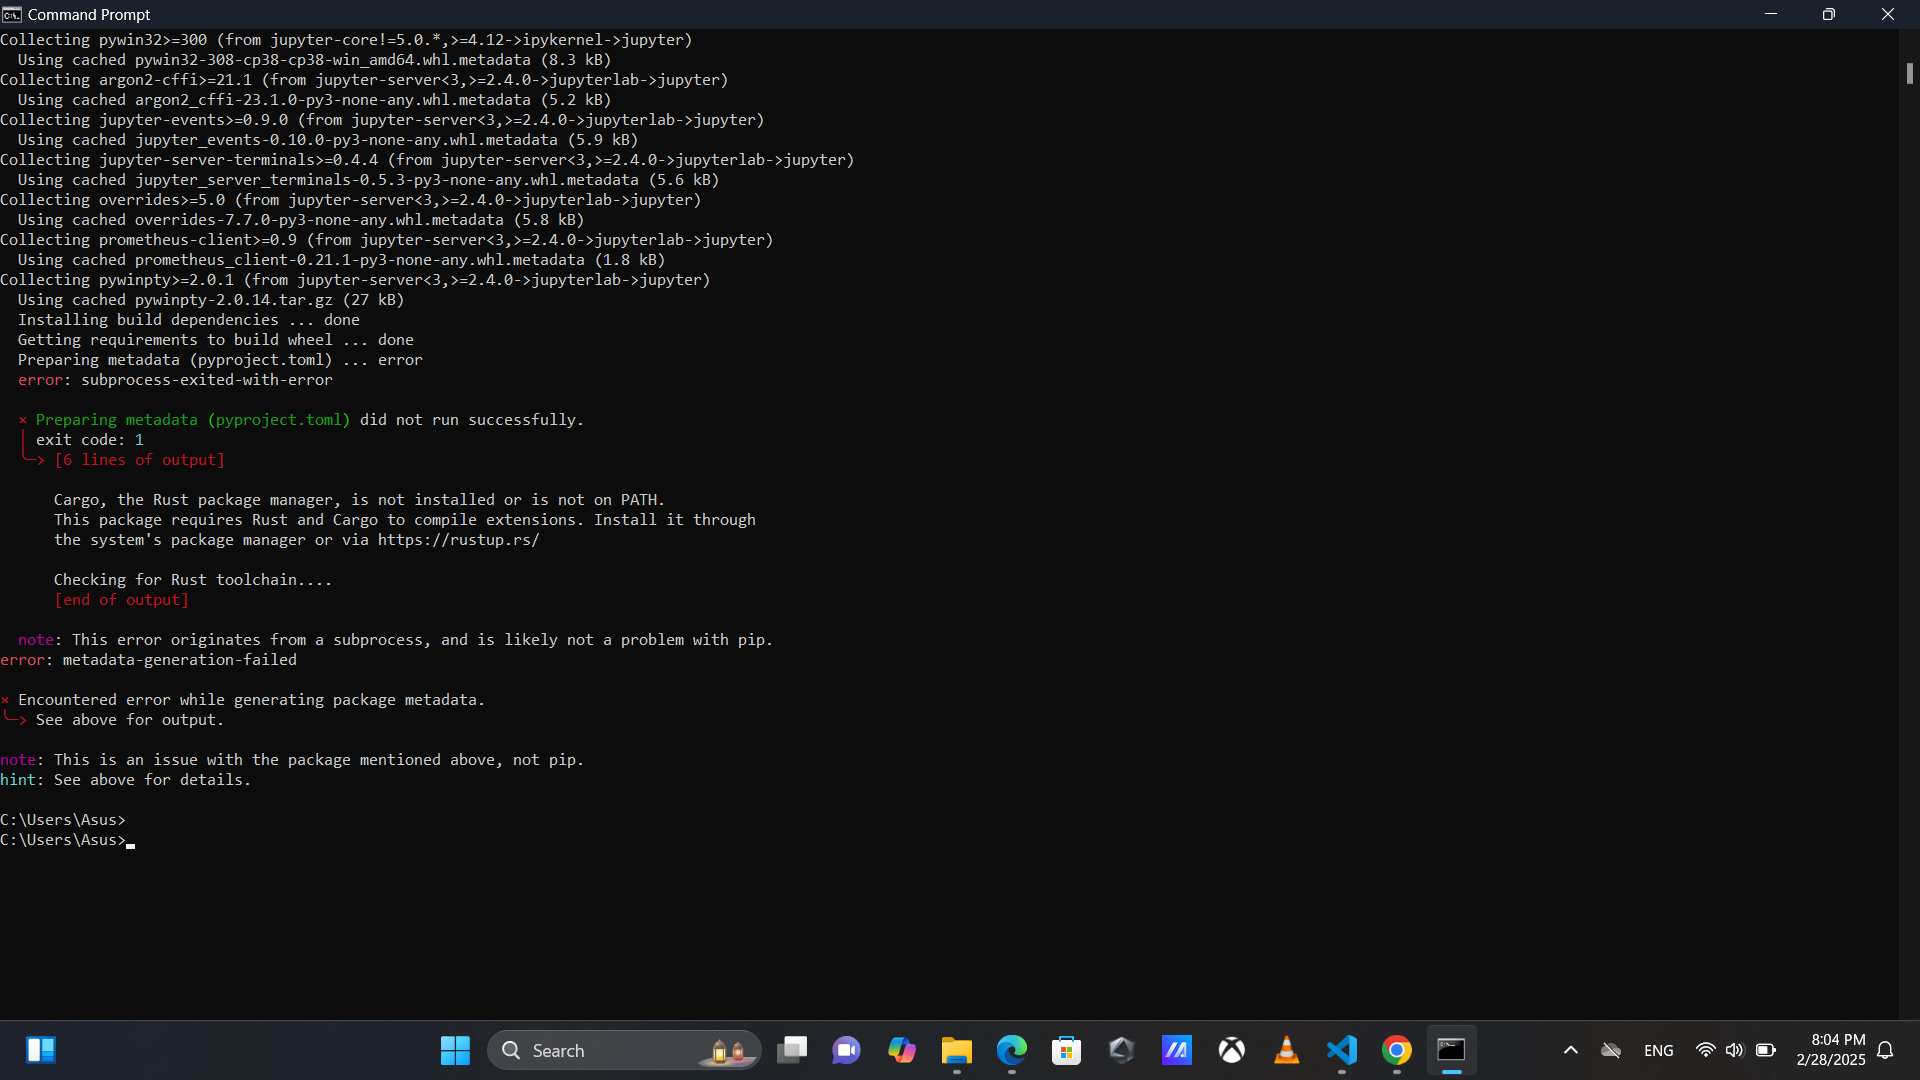 Command Prompt
Collecting pywin32>=300 (from jupyter-core!=5.0.*,>=4.12->ipykernel->jupyter)
  Using cached pywin32-308-cp38-cp38-win_amd64.whl.metadata (8.3 kB)
Collecting argon2-cffi>=21.1 (from jupyter-server<3,>=2.4.0->jupyterlab->jupyter)
  Using cached argon2_cffi-23.1.0-py3-none-any.whl.metadata (5.2 kB)
Collecting jupyter-events>=0.9.0 (from jupyter-server<3,>=2.4.0->jupyterlab->jupyter)
  Using cached jupyter_events-0.10.0-py3-none-any.whl.metadata (5.9 kB)
Collecting jupyter-server-terminals>=0.4.4 (from jupyter-server<3,>=2.4.0->jupyterlab->jupyter)
  Using cached jupyter_server_terminals-0.5.3-py3-none-any.whl.metadata (5.6 kB)
Collecting overrides>=5.0 (from jupyter-server<3,>=2.4.0->jupyterlab->jupyter)
  Using cached overrides-7.7.0-py3-none-any.whl.metadata (5.8 kB)
Collecting prometheus-client>=0.9 (from jupyter-server<3,>=2.4.0->jupyterlab->jupyter)
  Using cached prometheus_client-0.21.1-py3-none-any.whl.metadata (1.8 kB)
Collecting pywinpty>=2.0.1 (from jupyter-server<3,>=2.4.0->jupyterlab->jupyter)
  Using cached pywinpty-2.0.14.tar.gz (27 kB)
  Installing build dependencies ... done
  Getting requirements to build wheel ... done
  Preparing metadata (pyproject.toml) ... error
  error: subprocess-exited-with-error
  × Preparing metadata (pyproject.toml) did not run successfully.
  │ exit code: 1
  ╰─> [6 lines of output]
      Cargo, the Rust package manager, is not installed or is not on PATH.
      This package requires Rust and Cargo to compile extensions. Install it through
      the system's package manager or via https://rustup.rs/
      Checking for Rust toolchain....
      [end of output]
  note: This error originates from a subprocess, and is likely not a problem with pip.
error: metadata-generation-failed
× Encountered error while generating package metadata.
╰─> See above for output.
note: This is an issue with the package mentioned above, not pip.
hint: See above for details.
C:\Users\Asus>
C:\Users\Asus>
Search
ENG
8:04 PM
2/28/2025